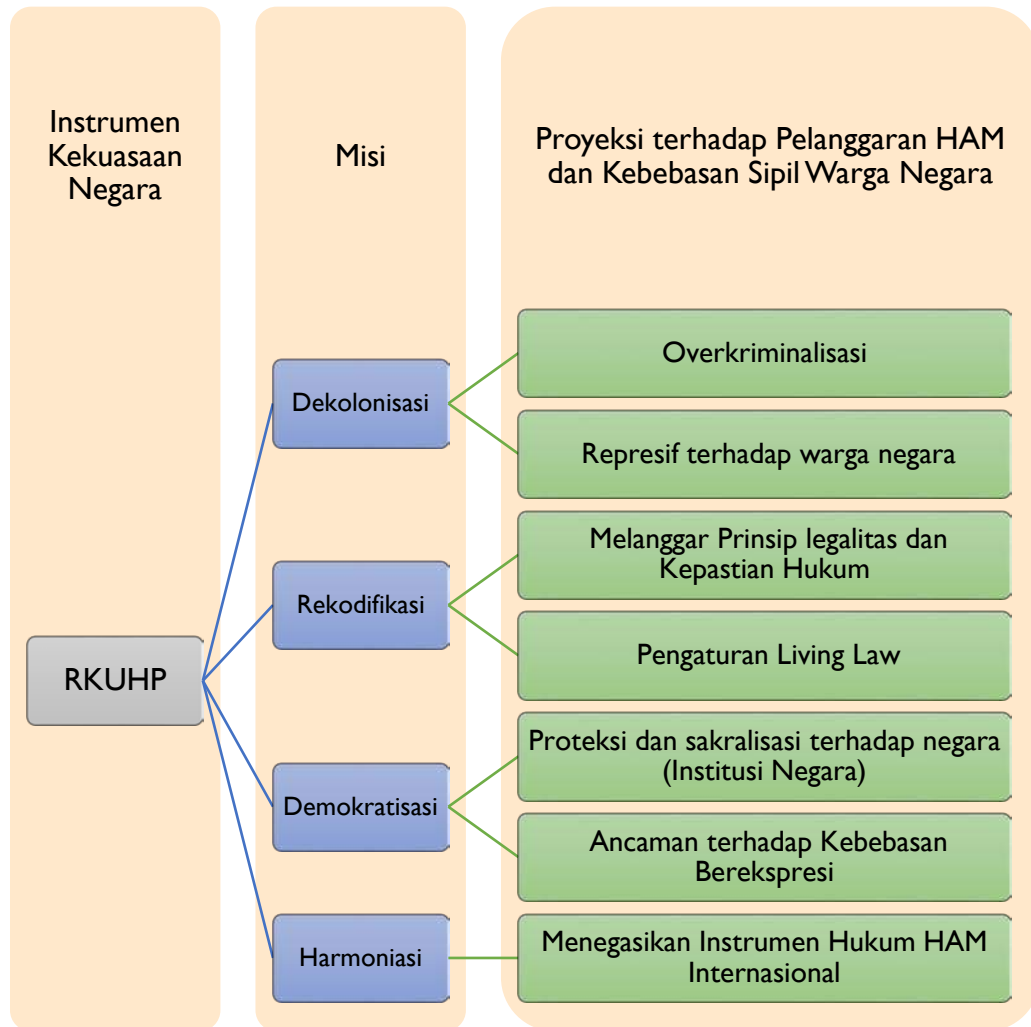 Instrumen
Kekuasaan
Negara
Misi
Proyeksi terhadap Pelanggaran HAM
dan Kebebasan Sipil Warga Negara
RKUHP
Dekolonisasi
Overkriminalisasi
Represif terhadap warga negara
Rekodifikasi
Melanggar Prinsip legalitas dan
Kepastian Hukum
Pengaturan Living Law
Demokratisasi
Proteksi dan sakralisasi terhadap negara
(Institusi Negara)
Ancaman terhadap Kebebasan
Berekspresi
Harmoniasi
Menegasikan Instrumen Hukum HAM
Internasional